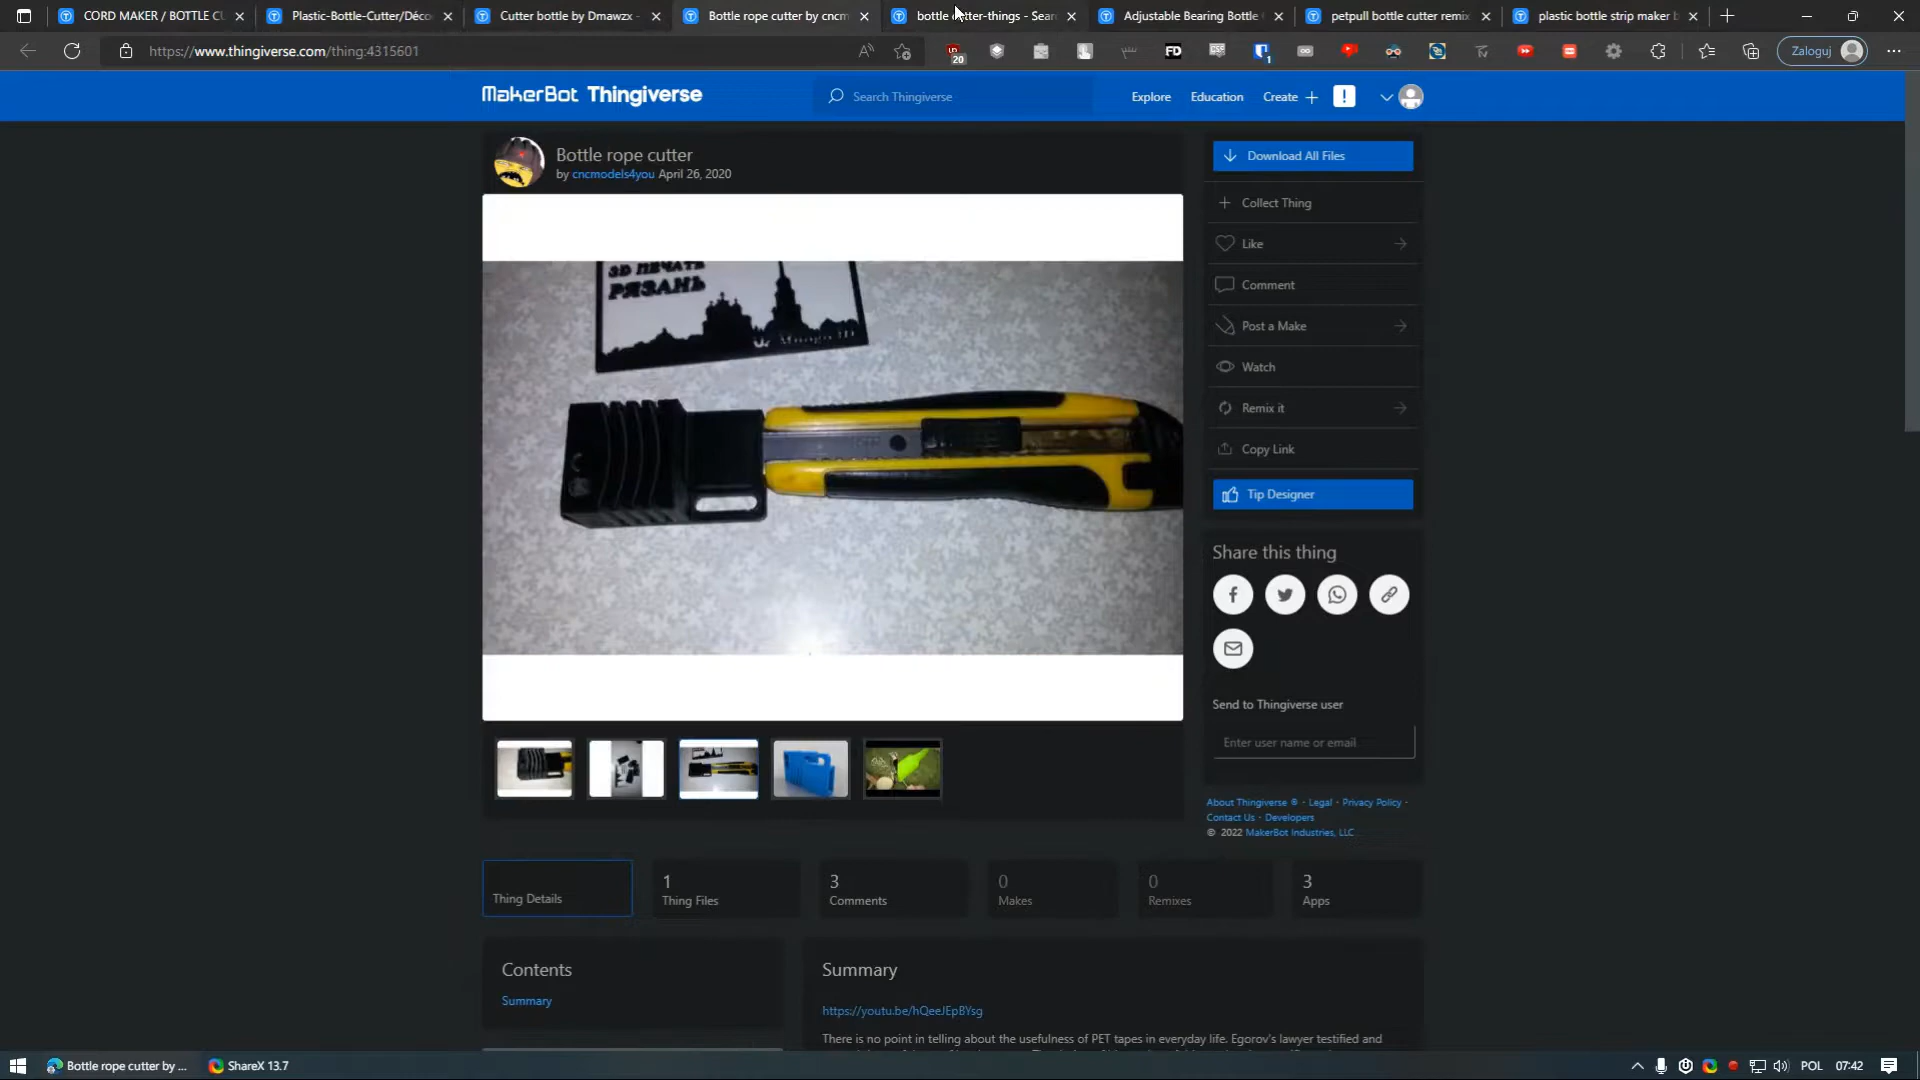 CORD MAKER / BOTTLE CU
Plastic-Bottle-Cutter/Déco
Cutter bottle by Dmawzx -
Bottle rope cutter by cncm
bottle cutter-things - Sear
Adjustable Bearing Bottle C
petpull bottle cutter remix
plastic bottle strip maker b
https://www.thingiverse.com/thing:4315601
20
FD
1
Zaloguj
MakerBot Thingiverse
Search Thingiverse
Explore
Education
Create
Bottle rope cutter
by cncmodels4you April 26, 2020
3D ПЕЧАТЬ
РЯЗАНЬ
Download All Files
Collect Thing
Like
Comment
Post a Make
Watch
Remix it
Copy Link
Tip Designer
Share this thing
Send to Thingiverse user
Enter user name or email
About Thingiverse ® · Legal · Privacy Policy ·
Contact Us · Developers
© 2022 MakerBot Industries, LLC
Thing Details
1
Thing Files
3
Comments
0
Makes
0
Remixes
3
Apps
Contents
Summary
Summary
https://youtu.be/hQeeJEpBYsg
There is no point in telling about the usefulness of PET tapes in everyday life. Egorov's lawyer testified and
Bottle rope cutter by ...
ShareX 13.7
POL
07:42